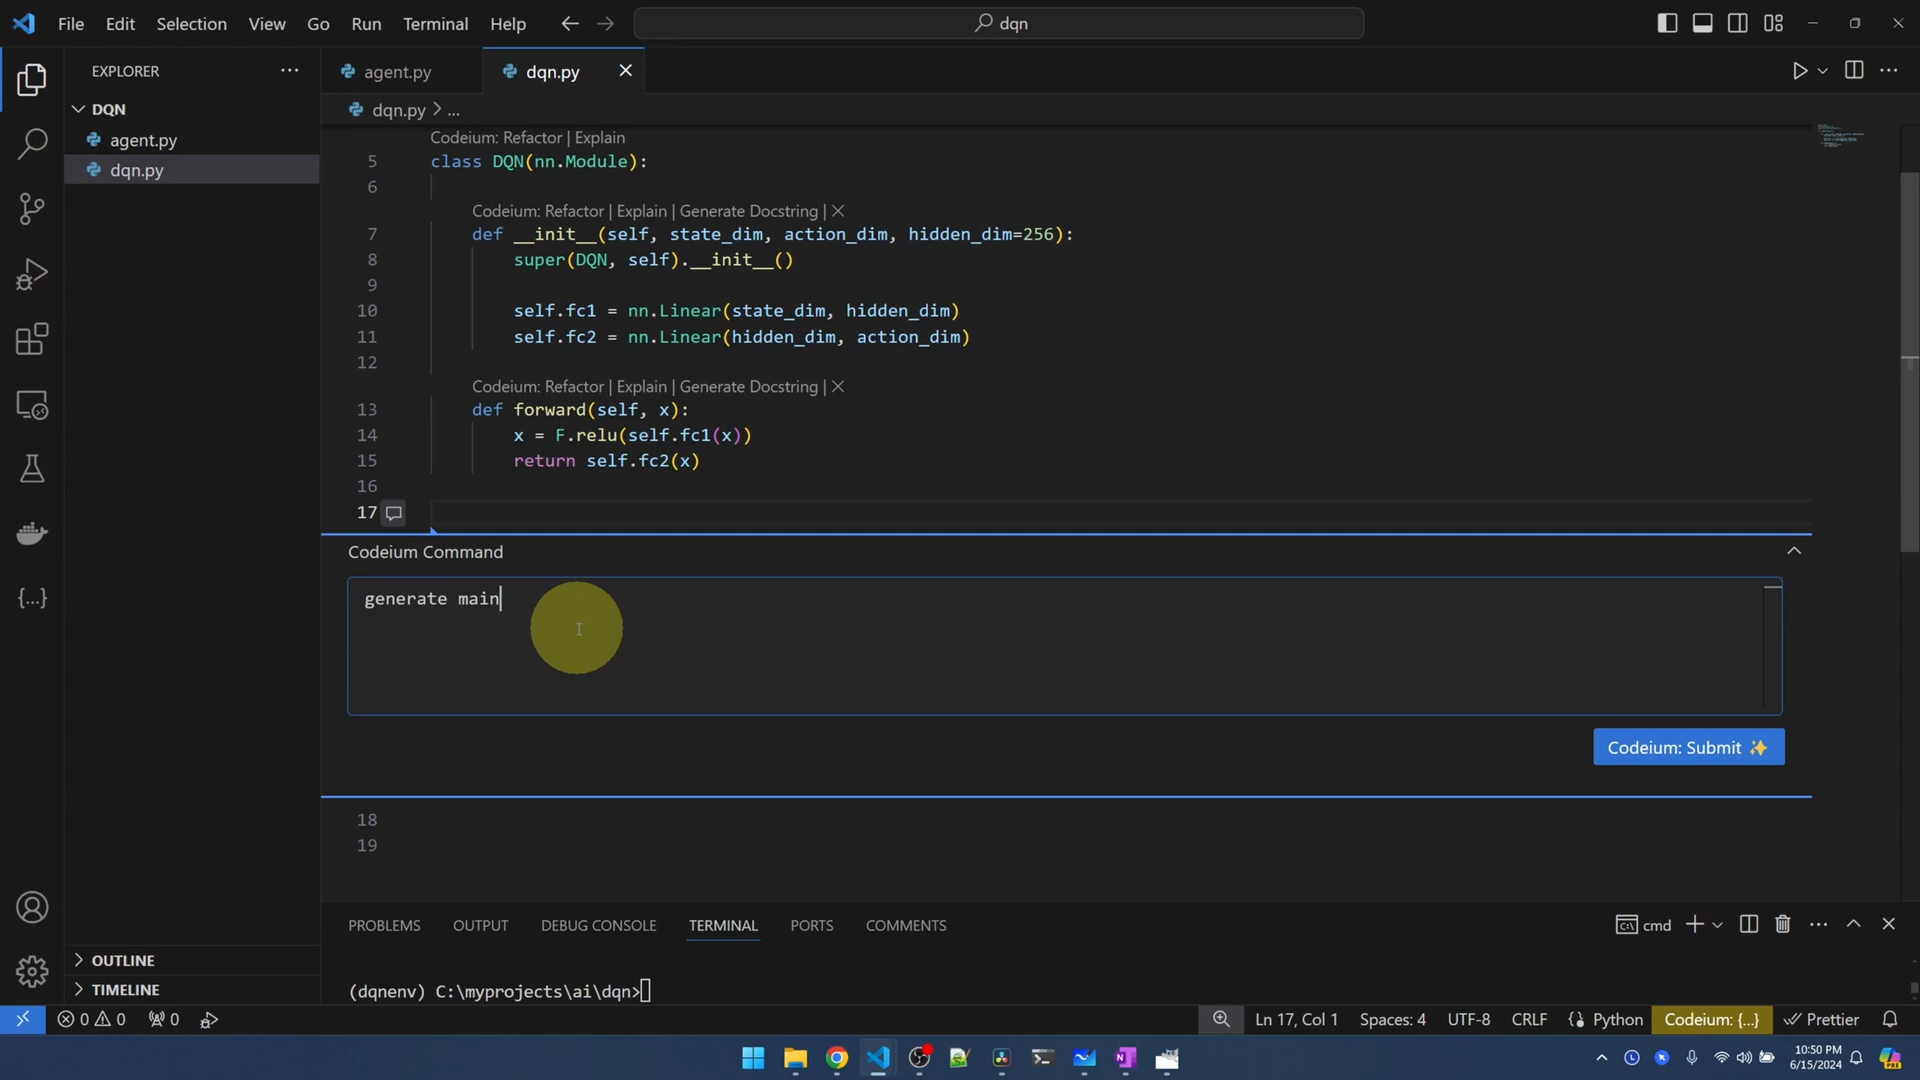 File Edit Selection View Go Run Terminal Help
dqn
EXPLORER
DQN
agent.py
dqn.py
OUTLINE
TIMELINE
agent.py
dqn.py
dqn.py > ...
Codeium: Refactor | Explain
5 class DQN(nn.Module):
6
Codeium: Refactor | Explain | Generate Docstring | X
7 def __init__(self, state_dim, action_dim, hidden_dim=256):
8 super(DQN, self).__init__()
9
10 self.fc1 = nn.Linear(state_dim, hidden_dim)
11 self.fc2 = nn.Linear(hidden_dim, action_dim)
12
Codeium: Refactor | Explain | Generate Docstring | X
13 def forward(self, x):
14 x = F.relu(self.fc1(x))
15 return self.fc2(x)
16
17
Codeium Command
generate main
Codeium: Submit ✨
18
19
PROBLEMS OUTPUT DEBUG CONSOLE TERMINAL PORTS COMMENTS
cmd
(dqnenv) C:\myprojects\ai\dqn>
0 0 0
Ln 17, Col 1 Spaces: 4 UTF-8 CRLF Python Codeium: {...} Prettier
10:50 PM
6/15/2024